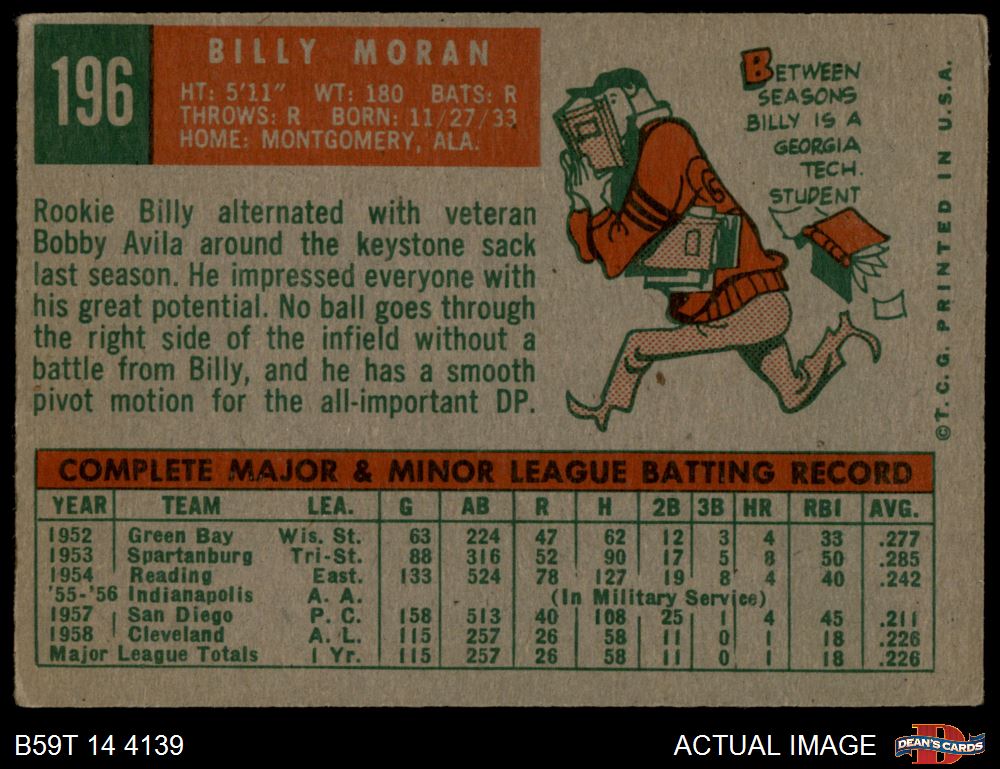 196
BILLY MORAN
HT: 5'11" WT: 180 BATS: R
THROWS: R BORN: 11/27/33
HOME: MONTGOMERY, ALA.
Rookie Billy alternated with veteran
Bobby Avila around the keystone sack
last season. He impressed everyone with
his great potential. No ball goes through
the right side of the infield without a
battle from Billy, and he has a smooth
pivot motion for the all-important DP.
BETWEEN
SEASONS
BILLY IS A
GEORGIA
TECH.
STUDENT
G
©T.C.G. PRINTED IN U.S.A.
COMPLETE MAJOR & MINOR LEAGUE BATTING RECORD
YEAR TEAM LEA. G AB R H 2B 3B HR RBI AVG.
1952 Green Bay Wis. St. 63 224 47 62 12 3 4 33 .277
1953 Spartanburg Tri-St. 88 316 52 90 17 5 8 50 .285
1954 Reading East. 133 524 78 127 19 8 4 40 .242
'55-'56 Indianapolis A. A. (In Military Service)
1957 San Diego P. C. 158 513 40 108 25 1 4 45 .211
1958 Cleveland A. L. 115 257 26 58 11 0 1 18 .226
Major League Totals 1 Yr. 115 257 26 58 11 0 1 18 .226
B59T 14 4139
ACTUAL IMAGE
D
DEAN'S CARDS